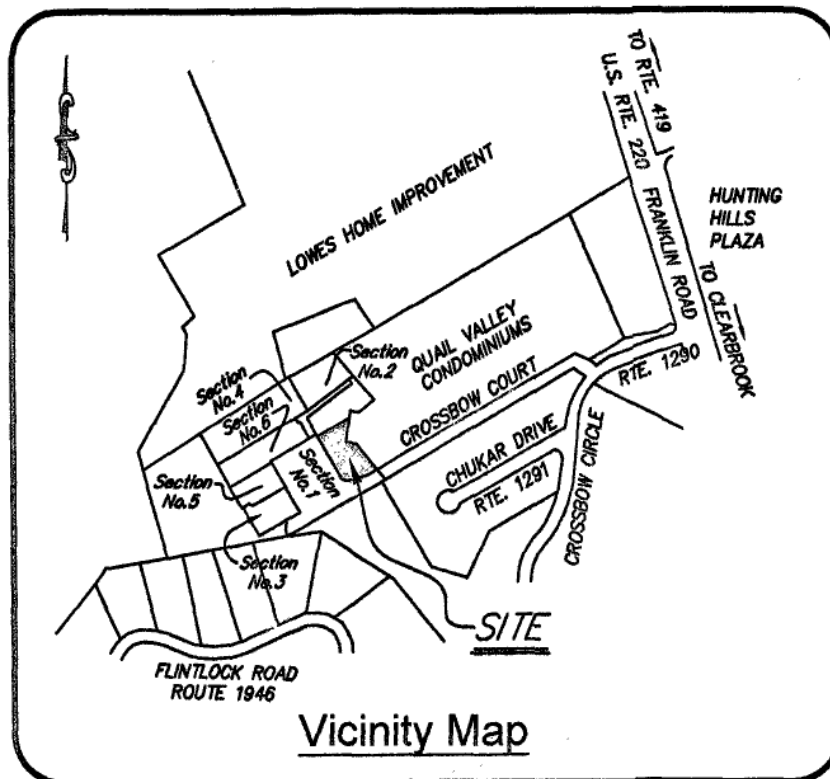 TO RTE. 419
U.S. RTE. 220 FRANKLIN ROAD
HUNTING
HILLS
PLAZA
TO CLEARBROOK
LOWES HOME IMPROVEMENT
QUAIL VALLEY
CONDOMINIUMS
Section
No.2
Section
No.4
Section
No.6
CROSSBOW COURT
RTE. 1290
CHUKAR DRIVE
RTE. 1291
CROSSBOW CIRCLE
Section
No.1
Section
No.5
Section
No.3
SITE
FLINTLOCK ROAD
ROUTE 1946
Vicinity Map